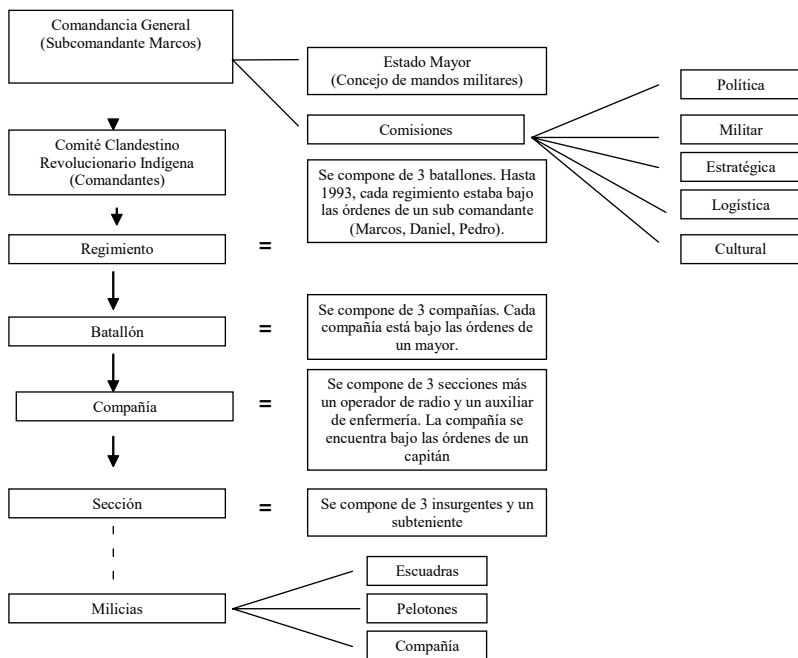 Comandancia General
(Subcomandante Marcos)
Estado Mayor
(Concejo de mandos militares)
Política
Comisiones
Militar
Comité Clandestino
Revolucionario Indígena
(Comandantes)
Estratégica
Se compone de 3 batallones. Hasta
1993, cada regimiento estaba bajo
las órdenes de un sub comandante
(Marcos, Daniel, Pedro).
Logística
Cultural
Regimiento
=
Batallón
=
Se compone de 3 compañías. Cada
compañía está bajo las órdenes de
un mayor.
Compañía
=
Se compone de 3 secciones más
un operador de radio y un auxiliar
de enfermería. La compañía se
encuentra bajo las órdenes de un
capitán
Sección
=
Se compone de 3 insurgentes y un
subteniente
Escuadras
Milicias
Pelotones
Compañía